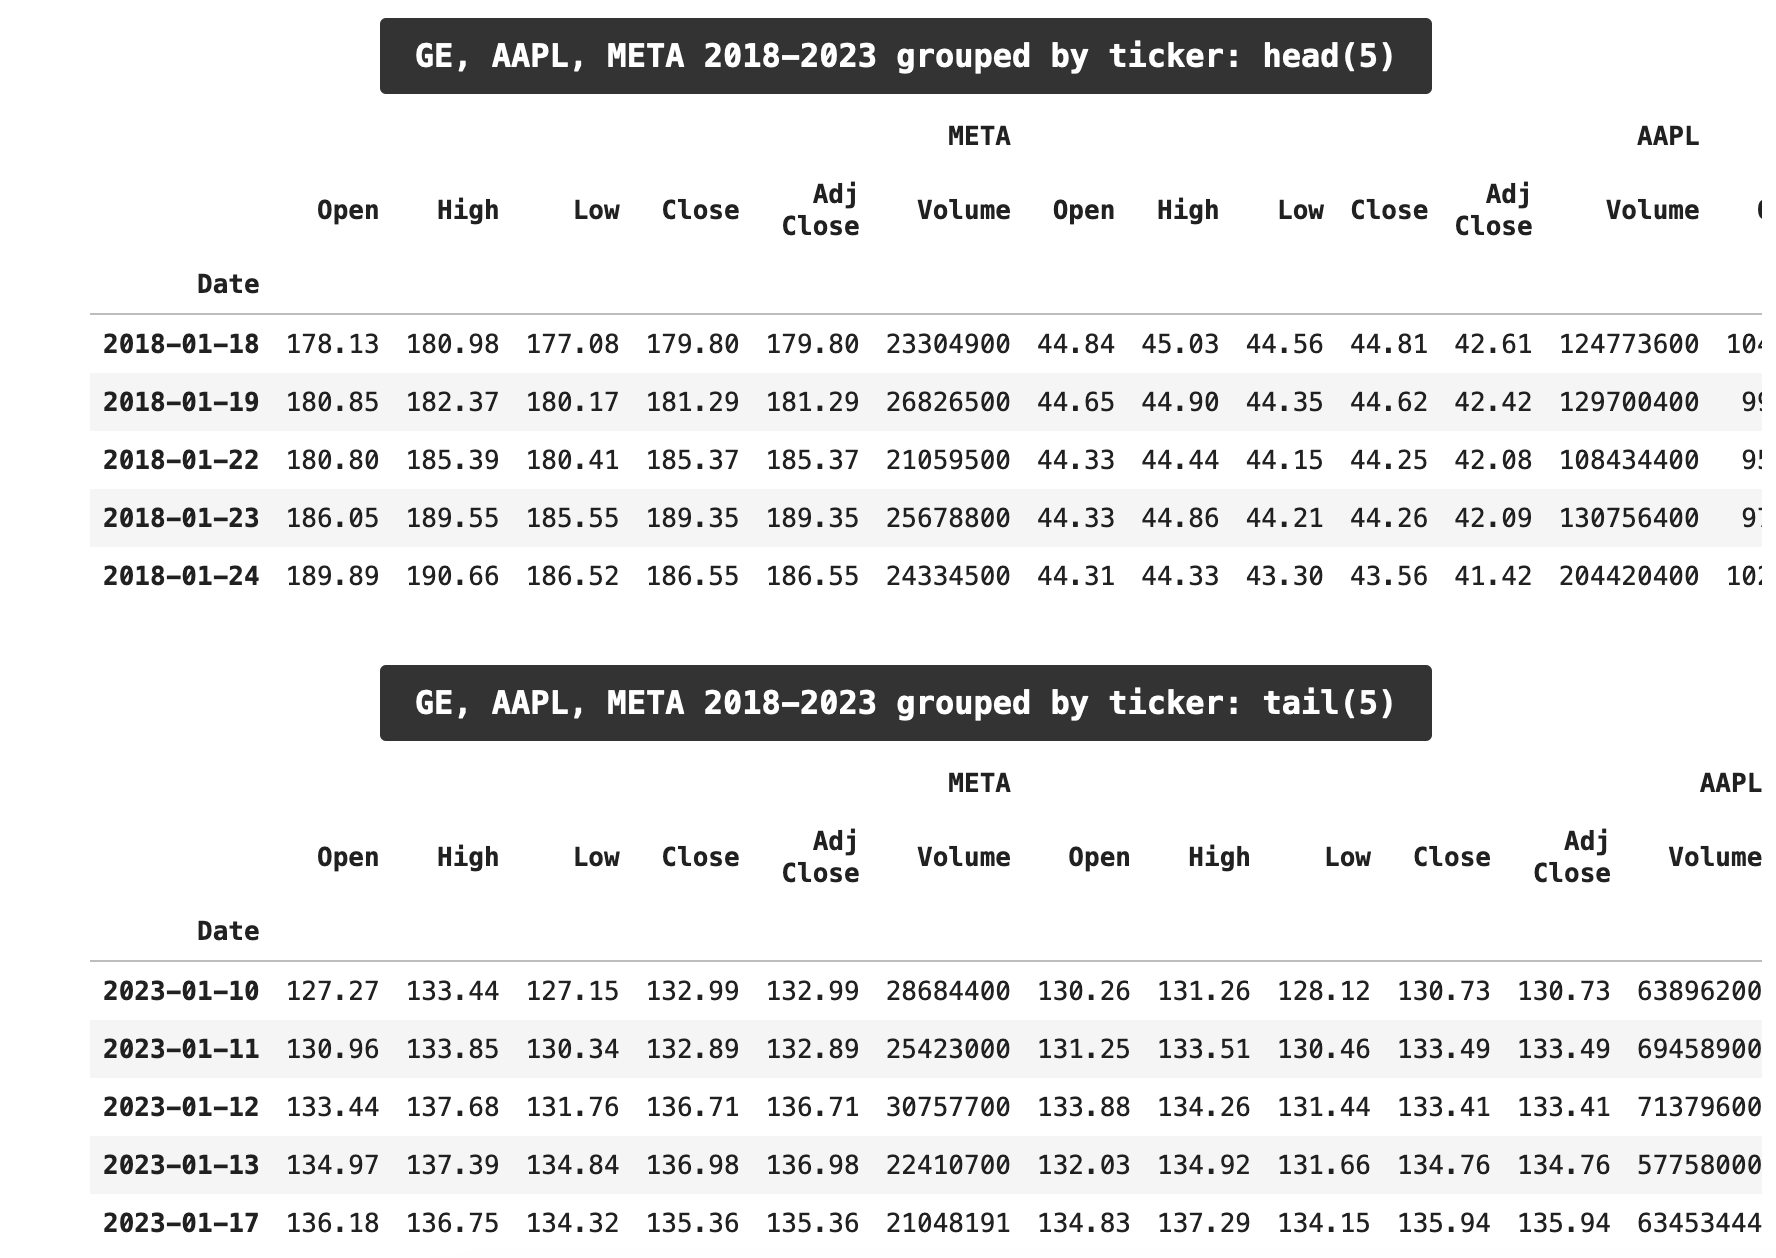 GE, AAPL, META 2018–2023 grouped by ticker: head(5)
META AAPL
Open High Low Close Adj Close Volume Open High Low Close Adj Close Volume
Date
2018-01-18 178.13 180.98 177.08 179.80 179.80 23304900 44.84 45.03 44.56 44.81 42.61 124773600 104
2018-01-19 180.85 182.37 180.17 181.29 181.29 26826500 44.65 44.90 44.35 44.62 42.42 129700400 99
2018-01-22 180.80 185.39 180.41 185.37 185.37 21059500 44.33 44.44 44.15 44.25 42.08 108434400 95
2018-01-23 186.05 189.55 185.55 189.35 189.35 25678800 44.33 44.86 44.21 44.26 42.09 130756400 97
2018-01-24 189.89 190.66 186.52 186.55 186.55 24334500 44.31 44.33 43.30 43.56 41.42 204420400 102
GE, AAPL, META 2018–2023 grouped by ticker: tail(5)
META AAPL
Open High Low Close Adj Close Volume Open High Low Close Adj Close Volume
Date
2023-01-10 127.27 133.44 127.15 132.99 132.99 28684400 130.26 131.26 128.12 130.73 130.73 63896200
2023-01-11 130.96 133.85 130.34 132.89 132.89 25423000 131.25 133.51 130.46 133.49 133.49 69458900
2023-01-12 133.44 137.68 131.76 136.71 136.71 30757700 133.88 134.26 131.44 133.41 133.41 71379600
2023-01-13 134.97 137.39 134.84 136.98 136.98 22410700 132.03 134.92 131.66 134.76 134.76 57758000
2023-01-17 136.18 136.75 134.32 135.36 135.36 21048191 134.83 137.29 134.15 135.94 135.94 63453444